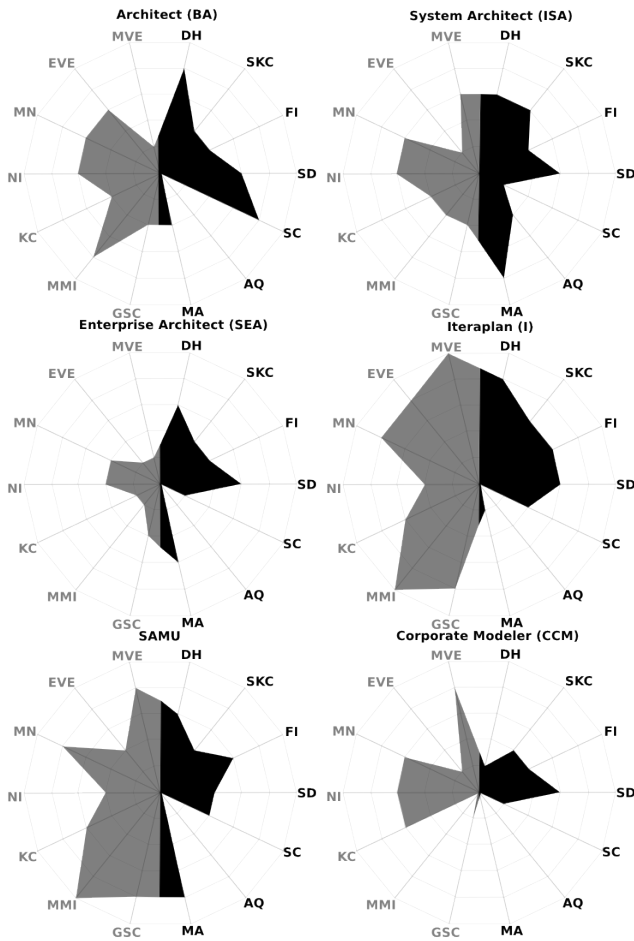 Architect (BA)
MVE DH
EVE SKC
MN FI
NI SD
KC SC
MMI AQ
GSC MA
System Architect (ISA)
MVE DH
EVE SKC
MN FI
NI SD
KC SC
MMI AQ
GSC MA
Enterprise Architect (SEA)
MVE DH
EVE SKC
MN FI
NI SD
KC SC
MMI AQ
GSC MA
Iteraplan (I)
MVE DH
EVE SKC
MN FI
NI SD
KC SC
MMI AQ
GSC MA
SAMU
MVE DH
EVE SKC
MN FI
NI SD
KC SC
MMI AQ
GSC MA
Corporate Modeler (CCM)
MVE DH
EVE SKC
MN FI
NI SD
KC SC
MMI AQ
GSC MA